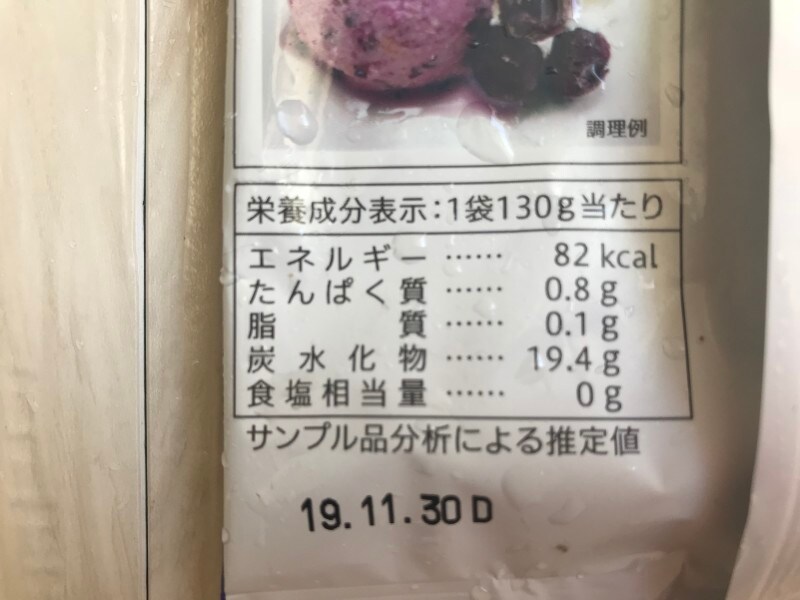 調理例
栄養成分表示:1袋130g当たり
エネルギー …… 82 kcal
たんぱく質 …… 0.8 g
脂質 …… 0.1 g
炭水化物 …… 19.4 g
食塩相当量 …… 0 g
サンプル品分析による推定値
19.11.30 D